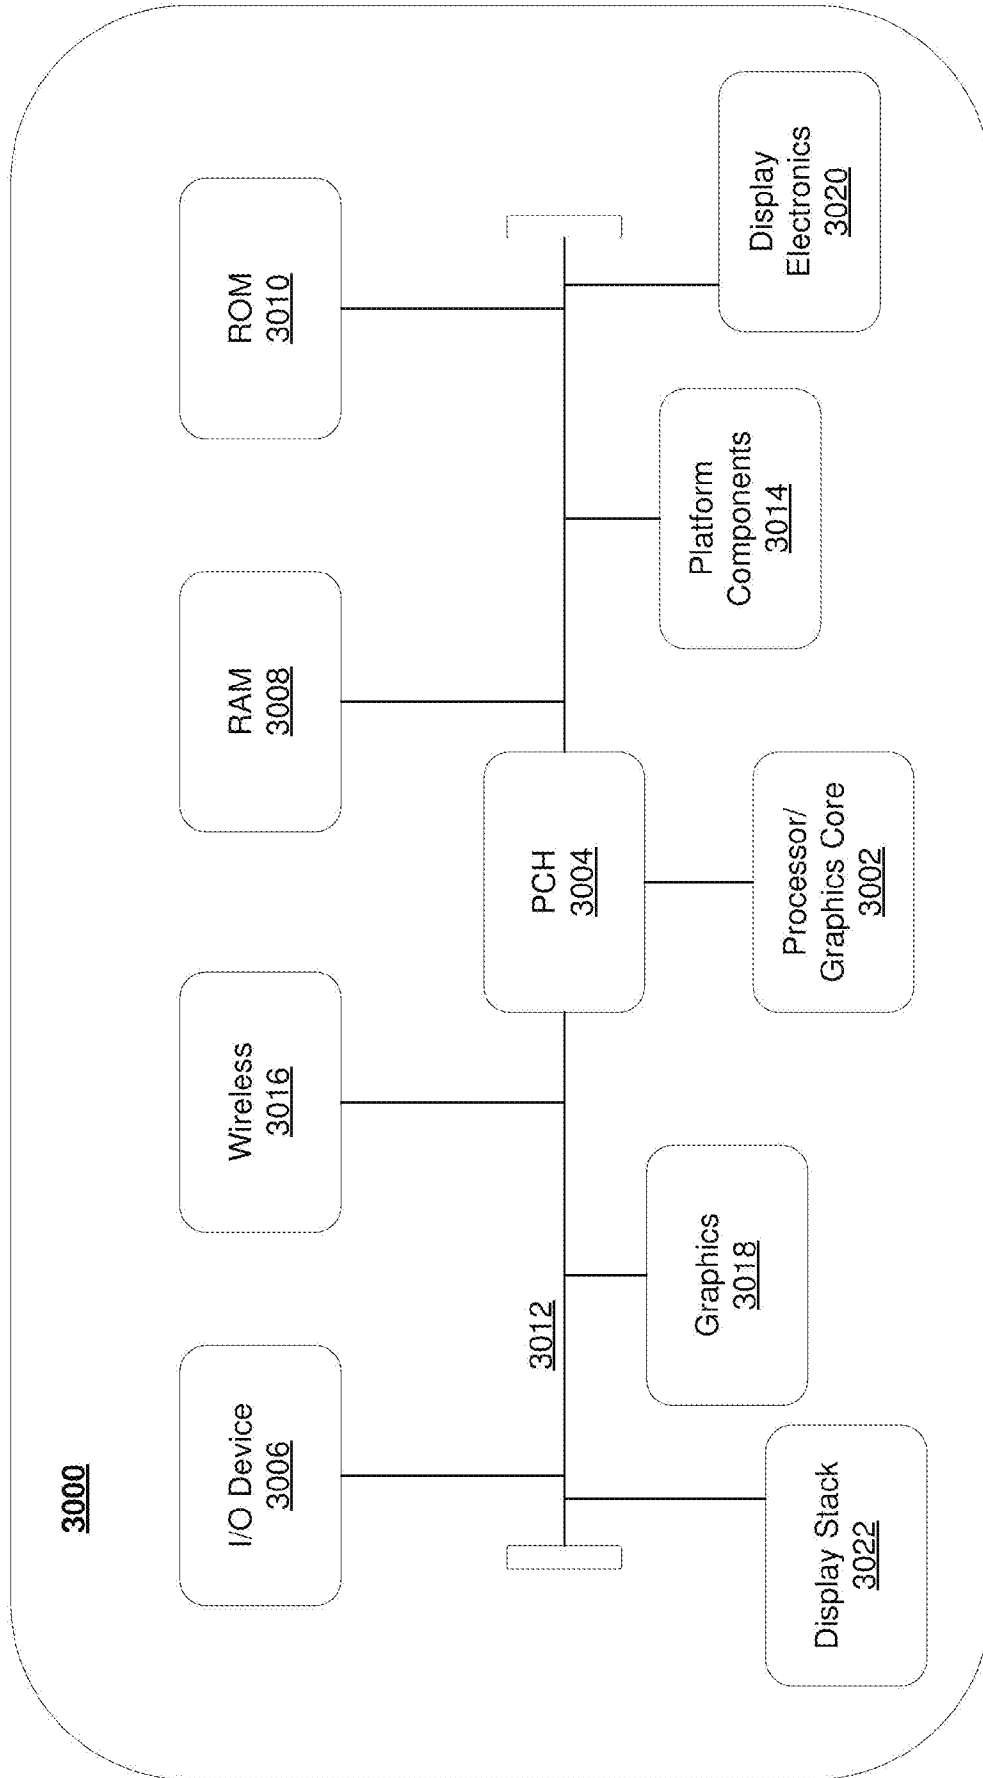 3000
I/O Device
3006
Wireless
3016
RAM
3008
ROM
3010
3012
PCH
3004
Display Stack
3022
Graphics
3018
Processor/
Graphics Core
3002
Platform
Components
3014
Display
Electronics
3020